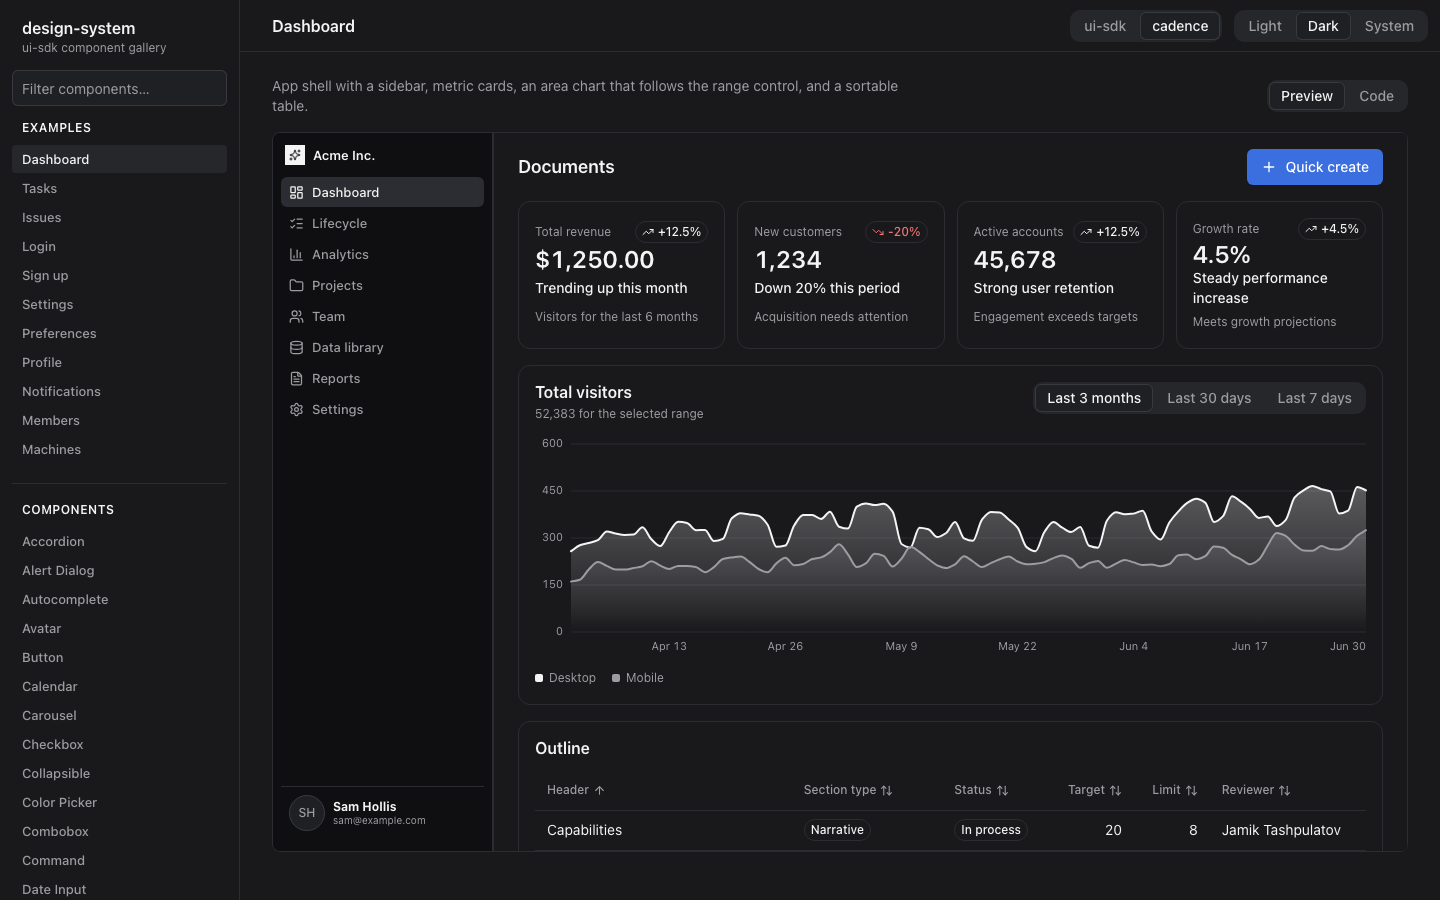 design-system
ui-sdk component gallery
Filter components...
EXAMPLES
Dashboard
Tasks
Issues
Login
Sign up
Settings
Preferences
Profile
Notifications
Members
Machines
COMPONENTS
Accordion
Alert Dialog
Autocomplete
Avatar
Button
Calendar
Carousel
Checkbox
Collapsible
Color Picker
Combobox
Command
Date Input
Dashboard
ui-sdk cadence
Light Dark System
App shell with a sidebar, metric cards, an area chart that follows the range control, and a sortable
table.
Preview Code
Acme Inc.
Dashboard
Lifecycle
Analytics
Projects
Team
Data library
Reports
Settings
SH
Sam Hollis
sam@example.com
Documents
Quick create
Total revenue +12.5%
$1,250.00
Trending up this month
Visitors for the last 6 months
New customers -20%
1,234
Down 20% this period
Acquisition needs attention
Active accounts +12.5%
45,678
Strong user retention
Engagement exceeds targets
Growth rate +4.5%
4.5%
Steady performance
increase
Meets growth projections
Total visitors
52,383 for the selected range
Last 3 months Last 30 days Last 7 days
600
450
300
150
0
Apr 13 Apr 26 May 9 May 22 Jun 4 Jun 17 Jun 30
Desktop Mobile
Outline
Header Section type Status Target Limit Reviewer
Capabilities Narrative In process 20 8 Jamik Tashpulatov